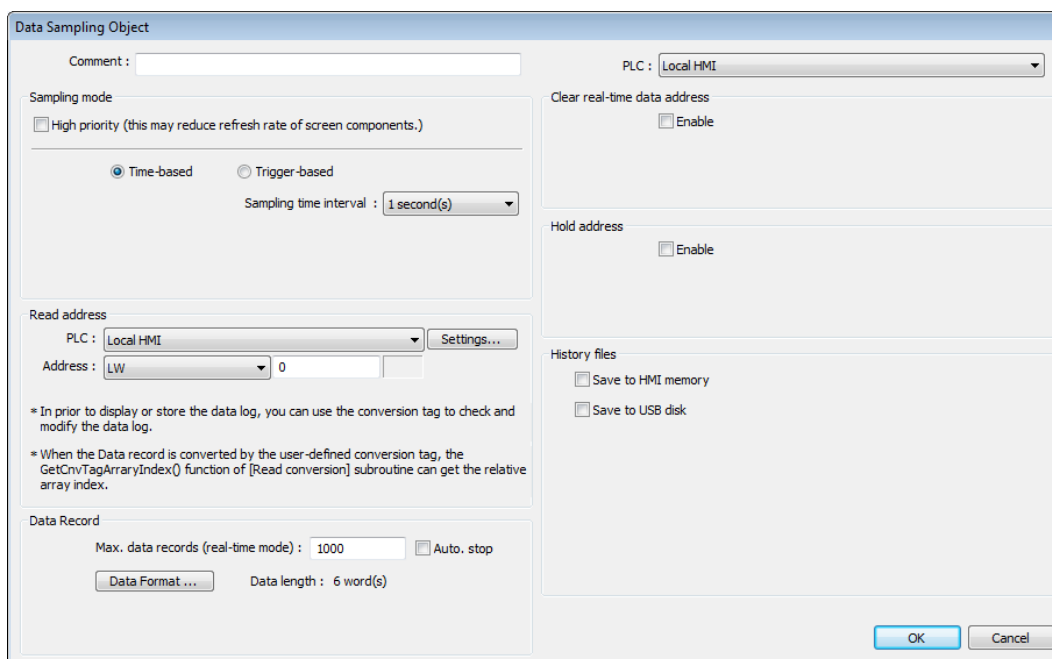 Data Sampling Object
Comment :
Sampling mode
High priority (this may reduce refresh rate of screen components.)
Time-based Trigger-based
Sampling time interval : 1 second(s)
Read address
PLC : Local HMI Settings...
Address : LW 0
* In prior to display or store the data log, you can use the conversion tag to check and
modify the data log.
* When the Data record is converted by the user-defined conversion tag, the
GetCnvTagArraryIndex() function of [Read conversion] subroutine can get the relative
array index.
Data Record
Max. data records (real-time mode) : 1000 Auto. stop
Data Format ... Data length : 6 word(s)
PLC : Local HMI
Clear real-time data address
Enable
Hold address
Enable
History files
Save to HMI memory
Save to USB disk
OK Cancel